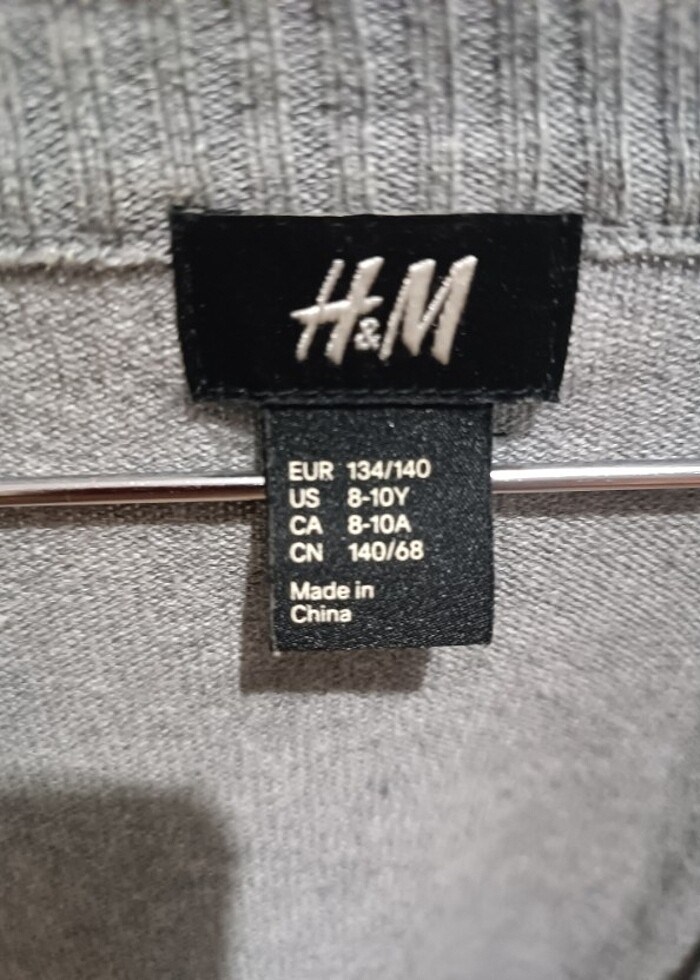 H&M
EUR 134/140
US 8-10Y
CA 8-10A
CN 140/68
Made in
China